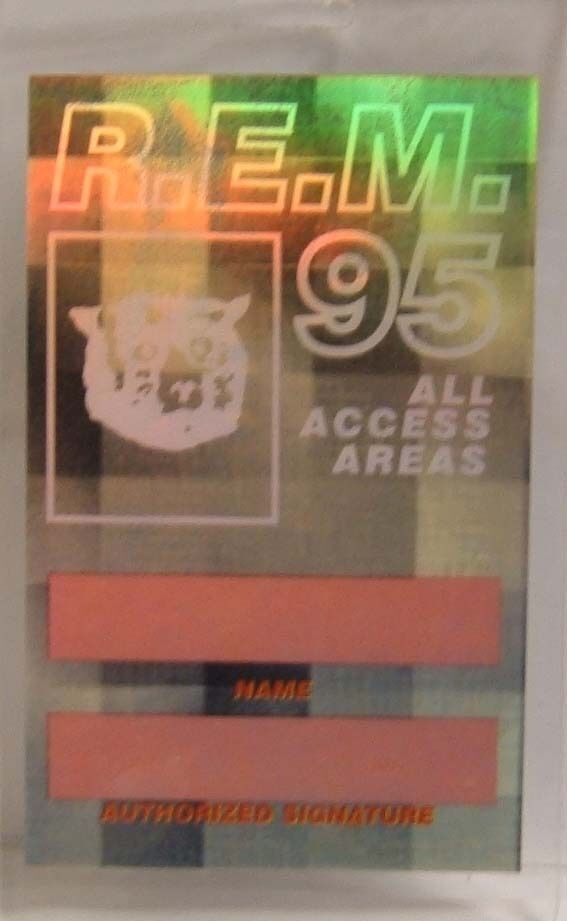 R.E.M.
95
ALL
ACCESS
AREAS
NAME
AUTHORIZED SIGNATURE